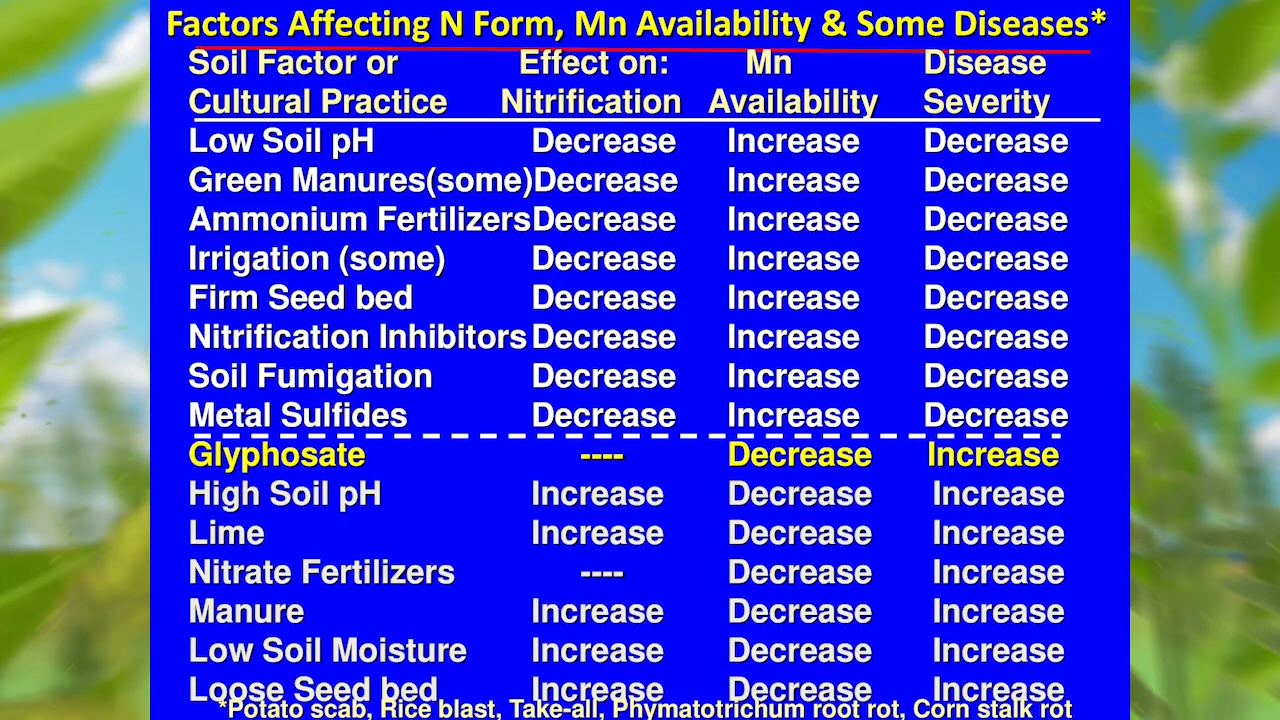 Factors Affecting N Form, Mn Availability & Some Diseases*
Soil Factor or Effect on: Mn Disease
Cultural Practice Nitrification Availability Severity
Low Soil pH Decrease Increase Decrease
Green Manures(some) Decrease Increase Decrease
Ammonium Fertilizers Decrease Increase Decrease
Irrigation (some) Decrease Increase Decrease
Firm Seed bed Decrease Increase Decrease
Nitrification Inhibitors Decrease Increase Decrease
Soil Fumigation Decrease Increase Decrease
Metal Sulfides Decrease Increase Decrease
Glyphosate ---- Decrease Increase
High Soil pH Increase Decrease Increase
Lime Increase Decrease Increase
Nitrate Fertilizers ---- Decrease Increase
Manure Increase Decrease Increase
Low Soil Moisture Increase Decrease Increase
Loose Seed bed Increase Decrease Increase
*Potato scab, Rice blast, Take-all, Phymatotrichum root rot, Corn stalk rot